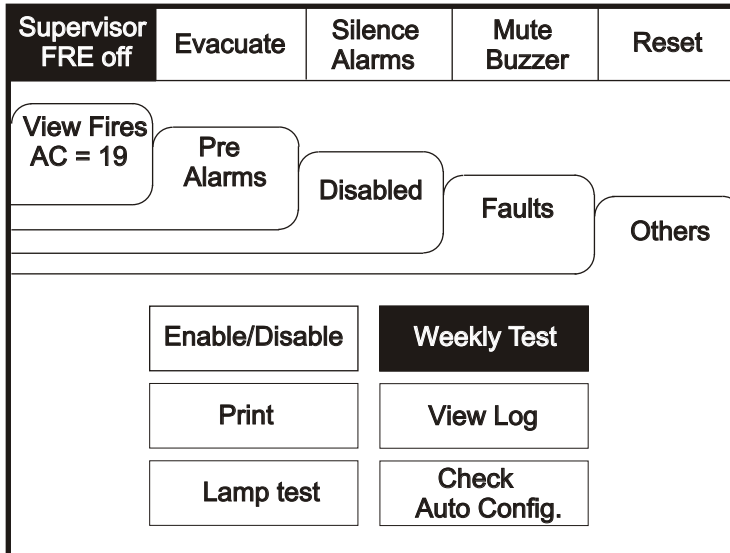 Supervisor
FRE off
Evacuate
Silence
Alarms
Mute
Buzzer
Reset
View Fires
AC = 19
Pre
Alarms
Disabled
Faults
Others
Enable/Disable
Weekly Test
Print
View Log
Lamp test
Check
Auto Config.